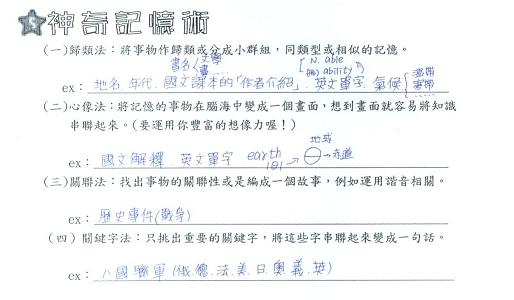 神奇記憶術
(一)歸類法：將事物作歸類或分成小群組，同類型或相似的記憶。
書名 文學 N. able
ability
ex：地名.年代.國文課本的「作者介紹」.英文單字.氣候 溫帶 寒帶
(二)心像法：將記憶的事物在腦海中變成一個畫面，想到畫面就容易將知識
串聯起來。(要運用你豐富的想像力喔！)
地球
ex：國文解釋.英文單字 earth → 赤道
(三)關聯法：找出事物的關聯性或是編成一個故事，例如運用諧音相關。
ex：歷史事件(戰爭)
(四)關鍵字法：只挑出重要的關鍵字，將這些字串聯起來變成一句話。
ex：八國聯軍(俄.德.法.美.日.奧.義.英)